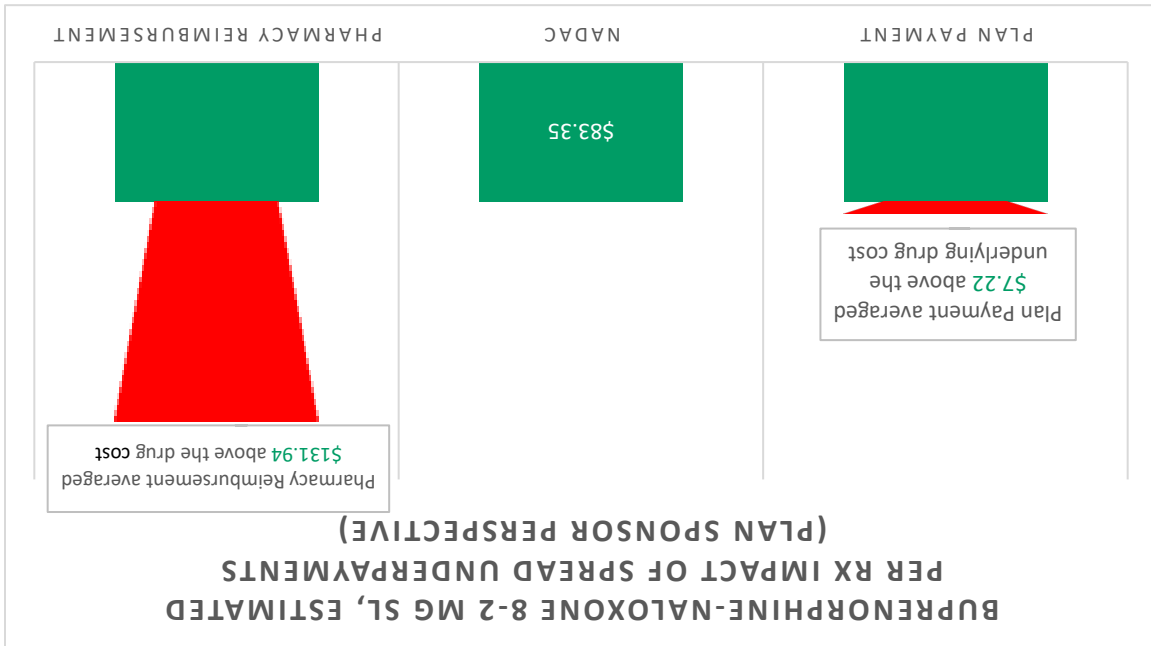 BUPRENORPHINE-NALOXONE 8-2 MG SL, ESTIMATED
PER RX IMPACT OF SPREAD UNDERPAYMENTS
(PLAN SPONSOR PERSPECTIVE)
Plan Payment averaged
$7.22 above the
underlying drug cost
Pharmacy Reimbursement averaged
$131.94 above the drug cost
$83.35
PLAN PAYMENT
NADAC
PHARMACY REIMBURSEMENT